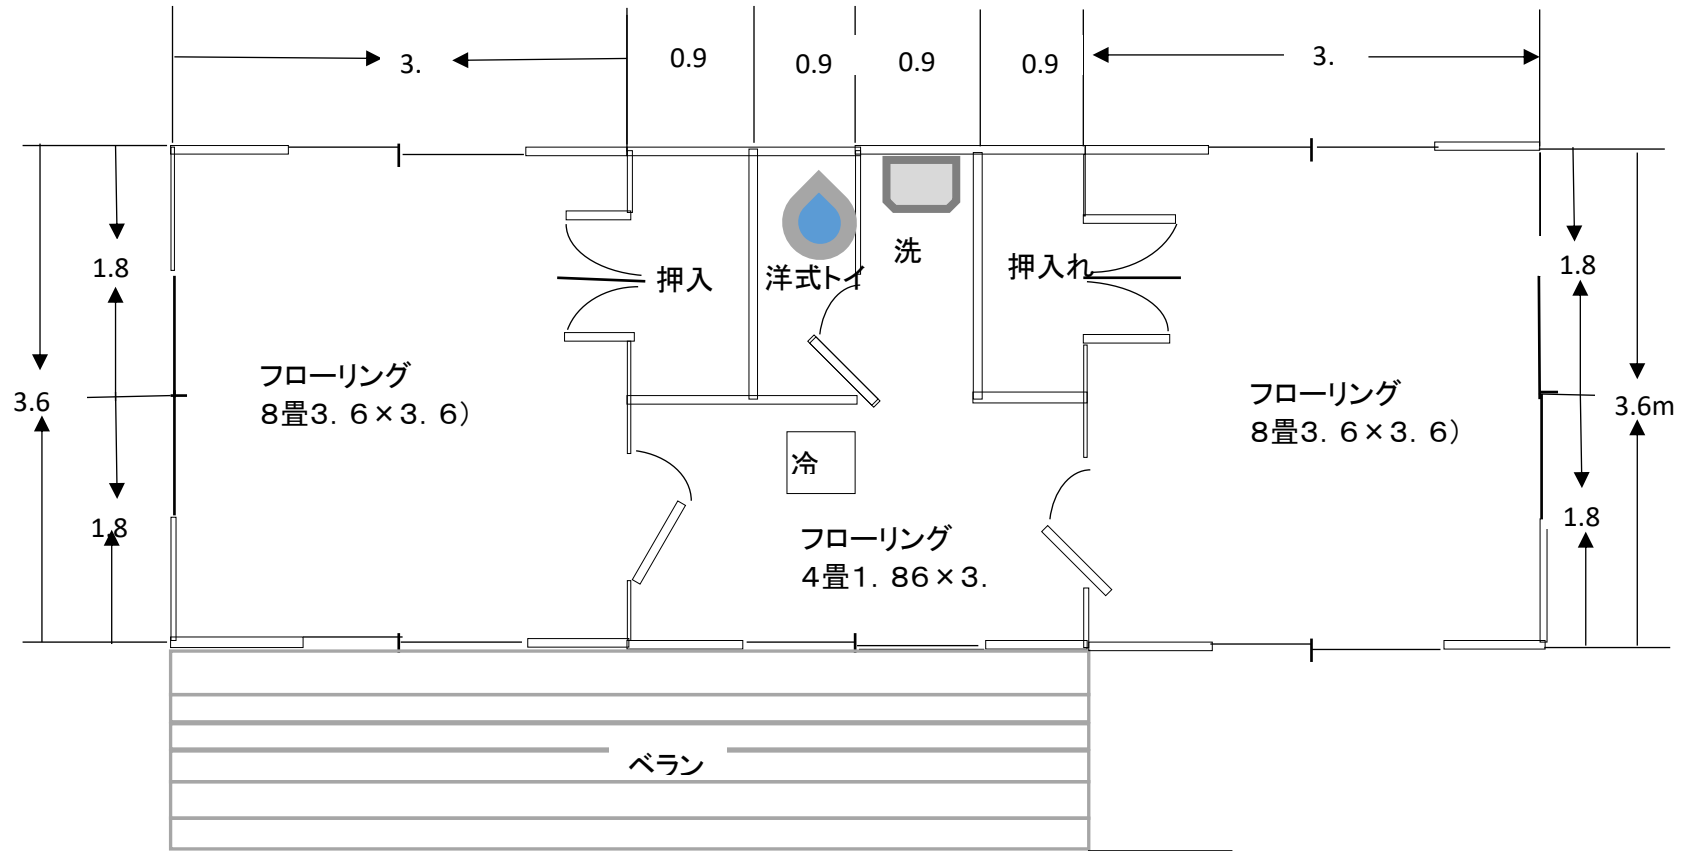 3.
0.9
0.9
0.9
0.9
3.
1.8
押入
洋式トイ
洗
押入れ
1.8
3.6
フローリング
8畳3．6×3．6）
フローリング
8畳3．6×3．6）
3.6m
冷
1.8
フローリング
4畳1．86×3．
1.8
ベラン